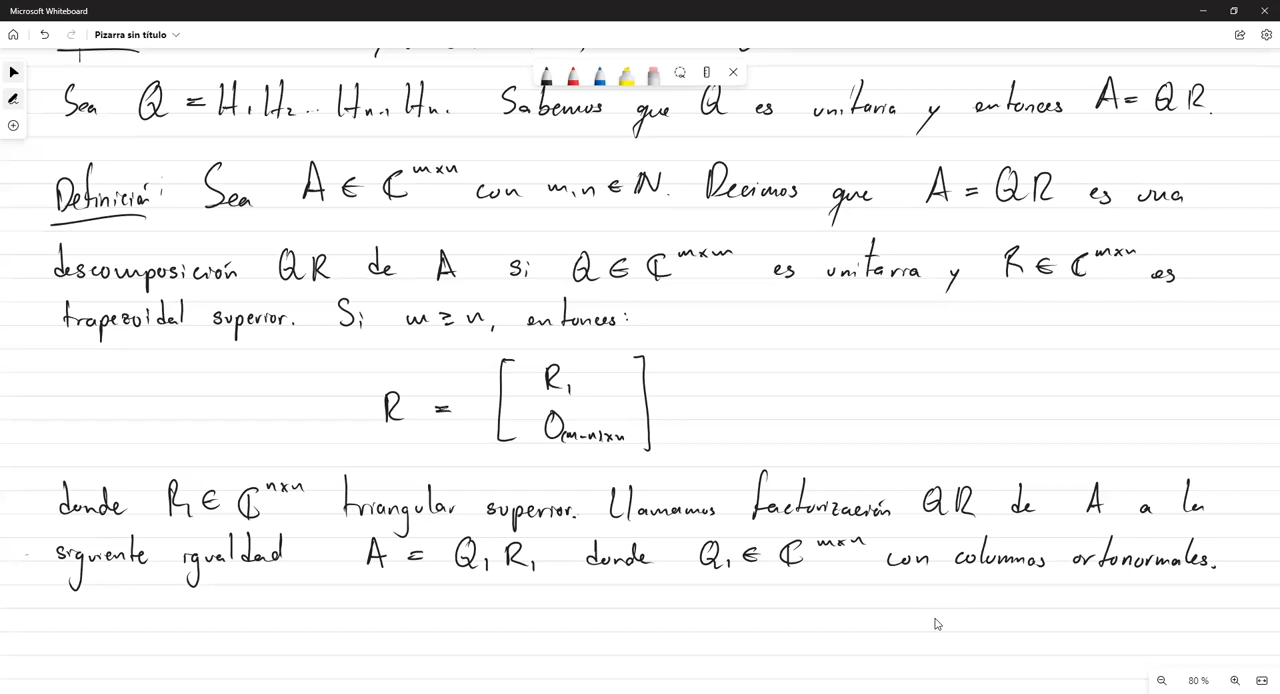 Microsoft Whiteboard
Pizarra sin título
Sea Q = H₁H₂... Hₙ₋₁Hₙ. Sabemos que Q es unitaria y entonces A = QR.
Definición: Sea A ∈ ℂ^{m×n} con m,n ∈ ℕ. Decimos que A = QR es una
descomposición QR de A si Q ∈ ℂ^{m×m} es unitaria y R ∈ ℂ^{m×n} es
trapezoidal superior. Si m ≥ n, entonces:
R = [ R₁
O_{(m-n)×n} ]
donde R₁ ∈ ℂ^{n×n} triangular superior. Llamamos factorización QR de A a la
siguiente igualdad A = Q₁R₁ donde Q₁ ∈ ℂ^{m×n} con columnas ortonormales.
80 %